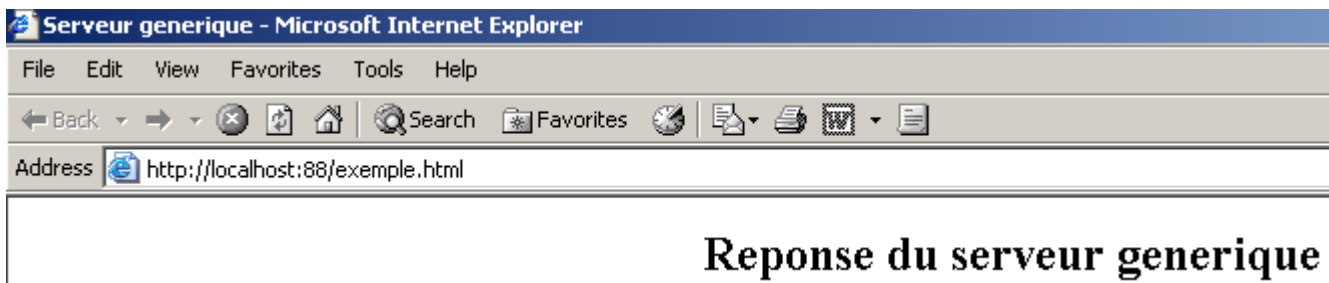 Serveur generique - Microsoft Internet Explorer
File Edit View Favorites Tools Help
Back Search Favorites
Address http://localhost:88/exemple.html
Reponse du serveur generique